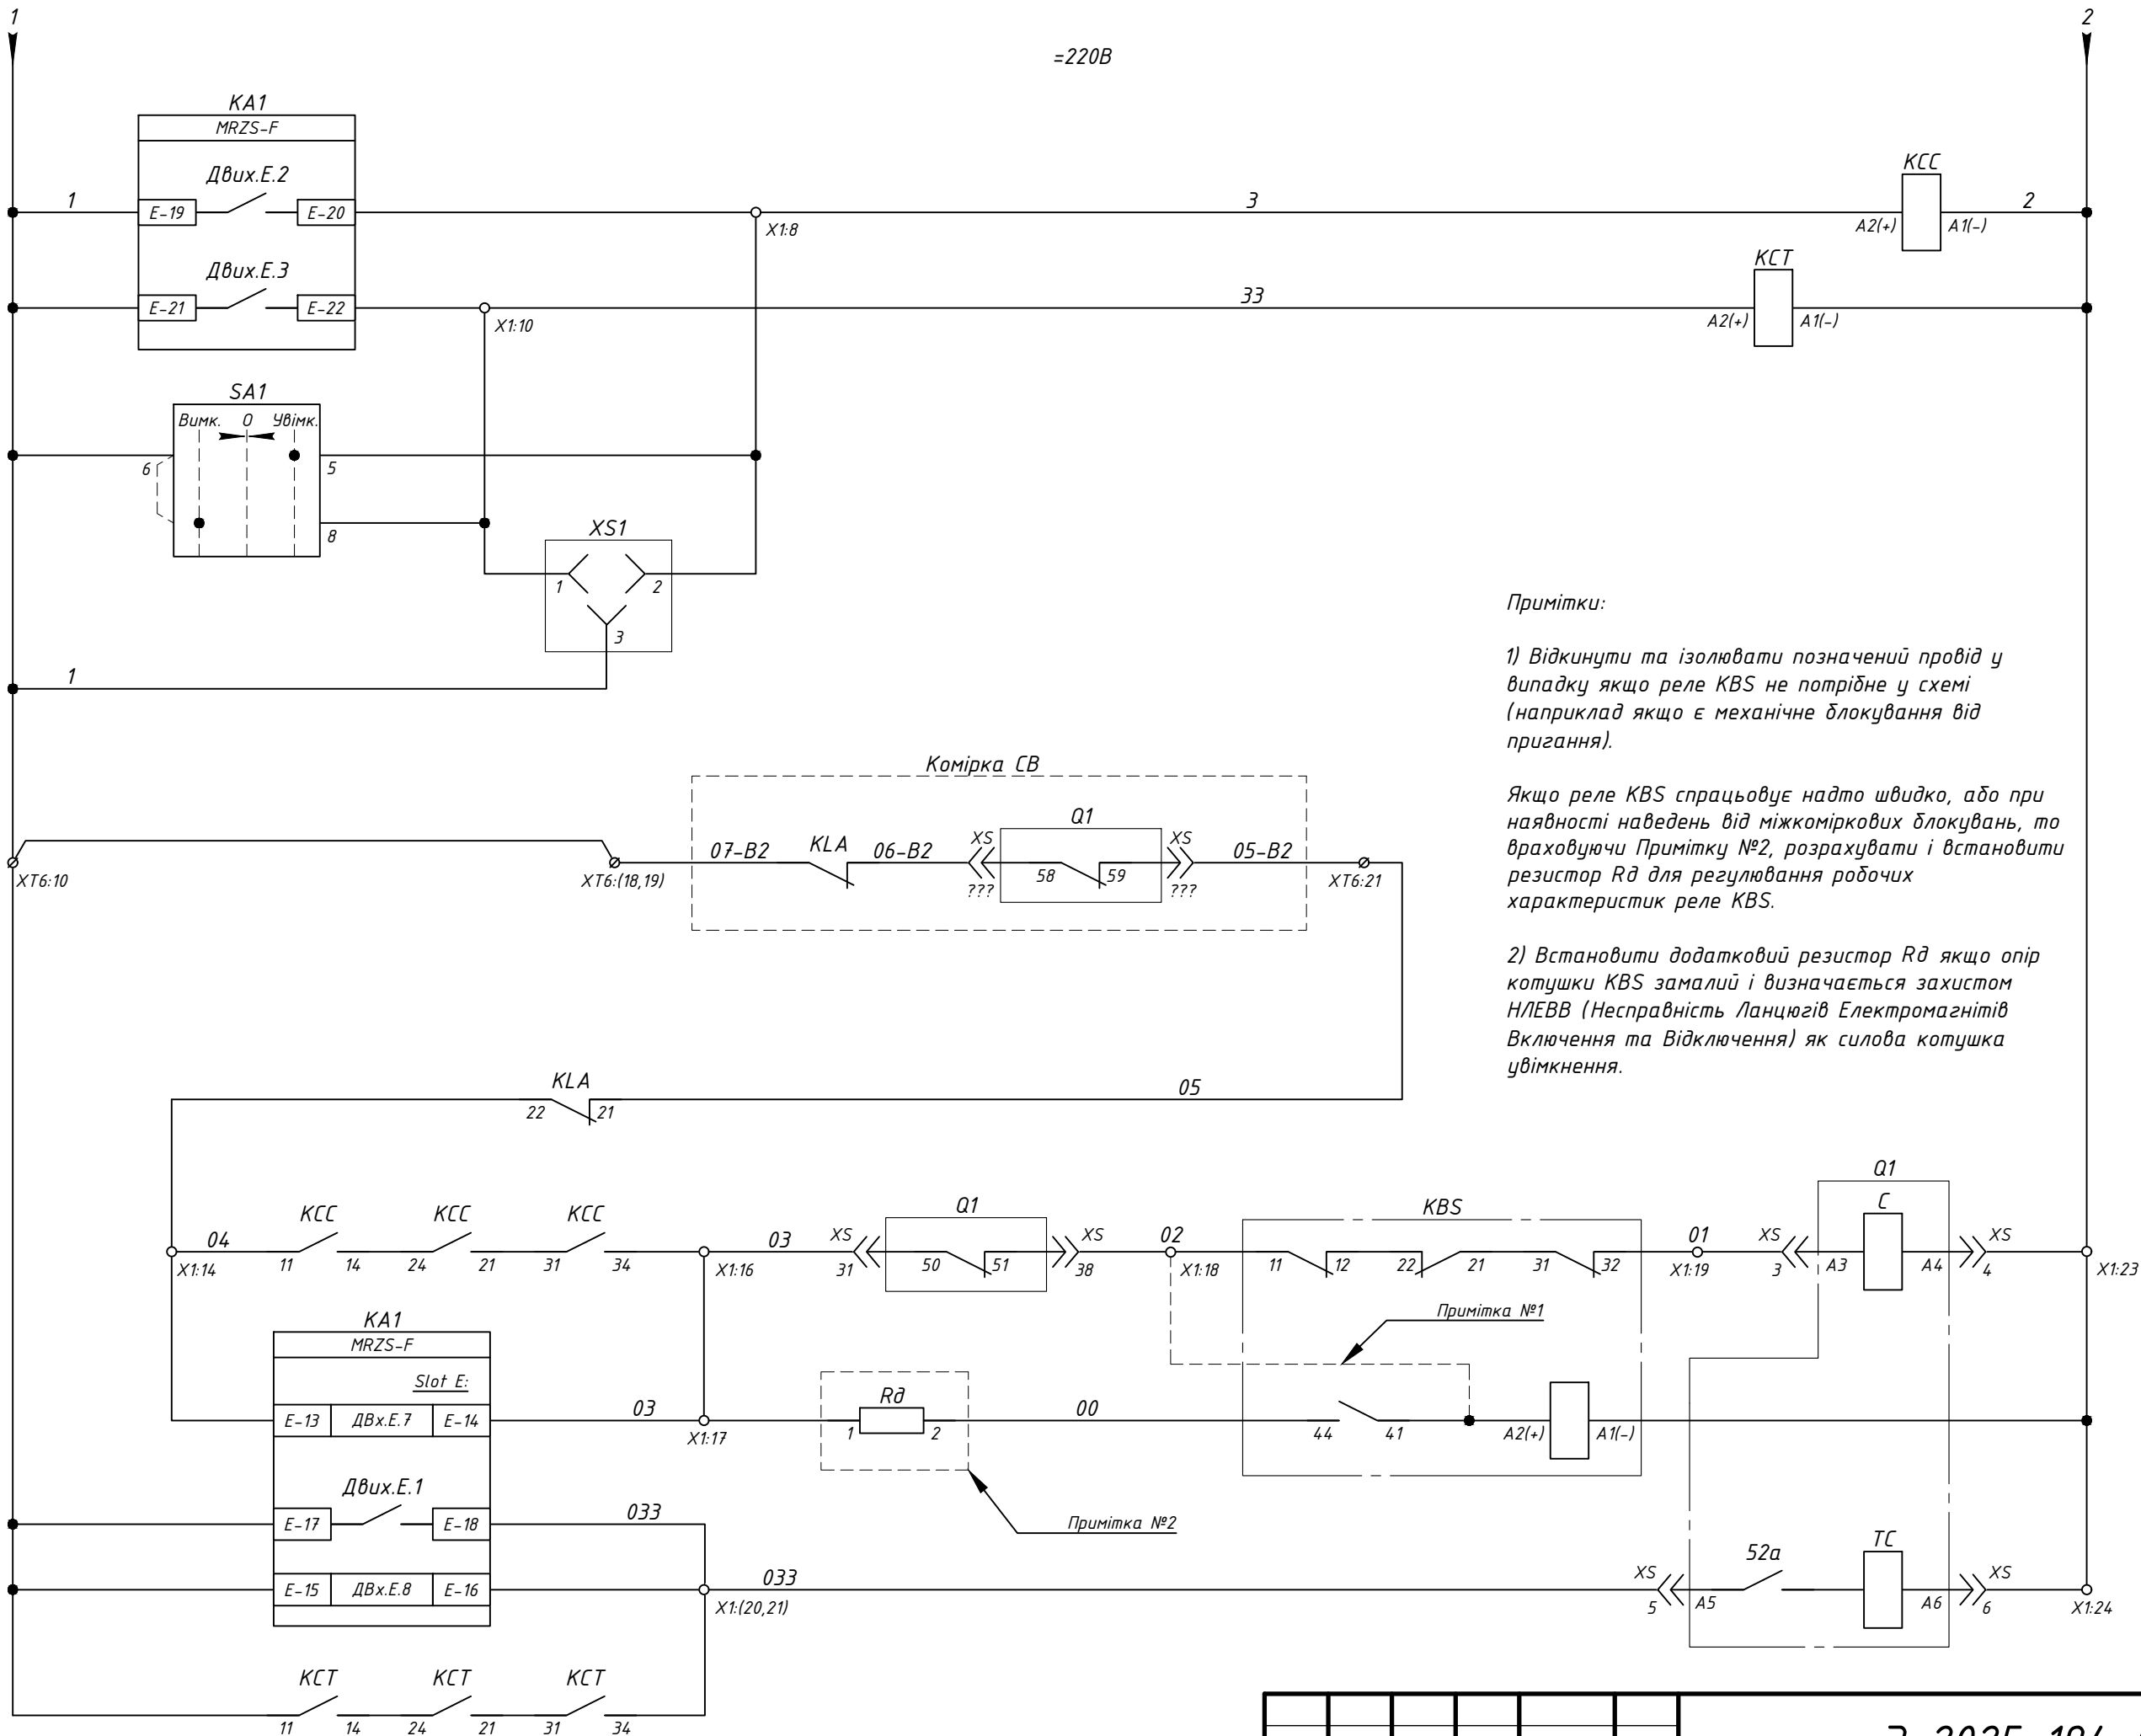 1
2
=220В
KA1
MRZS-F
Двих.Е.2
1
E-19
E-20
X1:8
3
KCC
A2(+)
A1(-)
2
Двих.Е.3
E-21
E-22
X1:10
33
KCT
A2(+)
A1(-)
SA1
Вимк.
0
Увімк.
6
5
8
XS1
1
2
3
1
Примітки:
1) Відкинути та ізолювати позначений провід у
випадку якщо реле KBS не потрібне у схемі
(наприклад якщо є механічне блокування від
пригання).
Якщо реле KBS спрацьовує надто швидко, або при
наявності наведень від міжкоміркових блокувань, то
враховуючи Примітку №2, розрахувати і встановити
резистор Rд для регулювання робочих
характеристик реле KBS.
2) Встановити додатковий резистор Rд якщо опір
котушки KBS замалий і визначається захистом
НЛЕВВ (Несправність Ланцюгів Електромагнітів
Включення та Відключення) як силова котушка
увімкнення.
Комірка СВ
XT6:10
XT6:(18,19)
07-B2
KLA
06-B2
XS
???
Q1
58
59
XS
???
05-B2
XT6:21
KLA
22
21
05
04
X1:14
KCC
11
14
KCC
24
21
KCC
31
34
X1:16
03
XS
31
Q1
50
51
XS
38
02
X1:18
KBS
11
12
22
21
31
32
01
X1:19
XS
3
Q1
C
A3
A4
XS
4
X1:23
Примітка №1
KA1
MRZS-F
Slot E:
E-13
ДВх.Е.7
E-14
03
X1:17
Rд
1
2
00
44
41
A2(+)
A1(-)
Примітка №2
Двих.Е.1
E-17
E-18
033
E-15
ДВх.Е.8
E-16
X1:(20,21)
033
XS
5
A5
52a
TC
A6
XS
6
X1:24
KCT
11
14
KCT
24
21
KCT
31
34